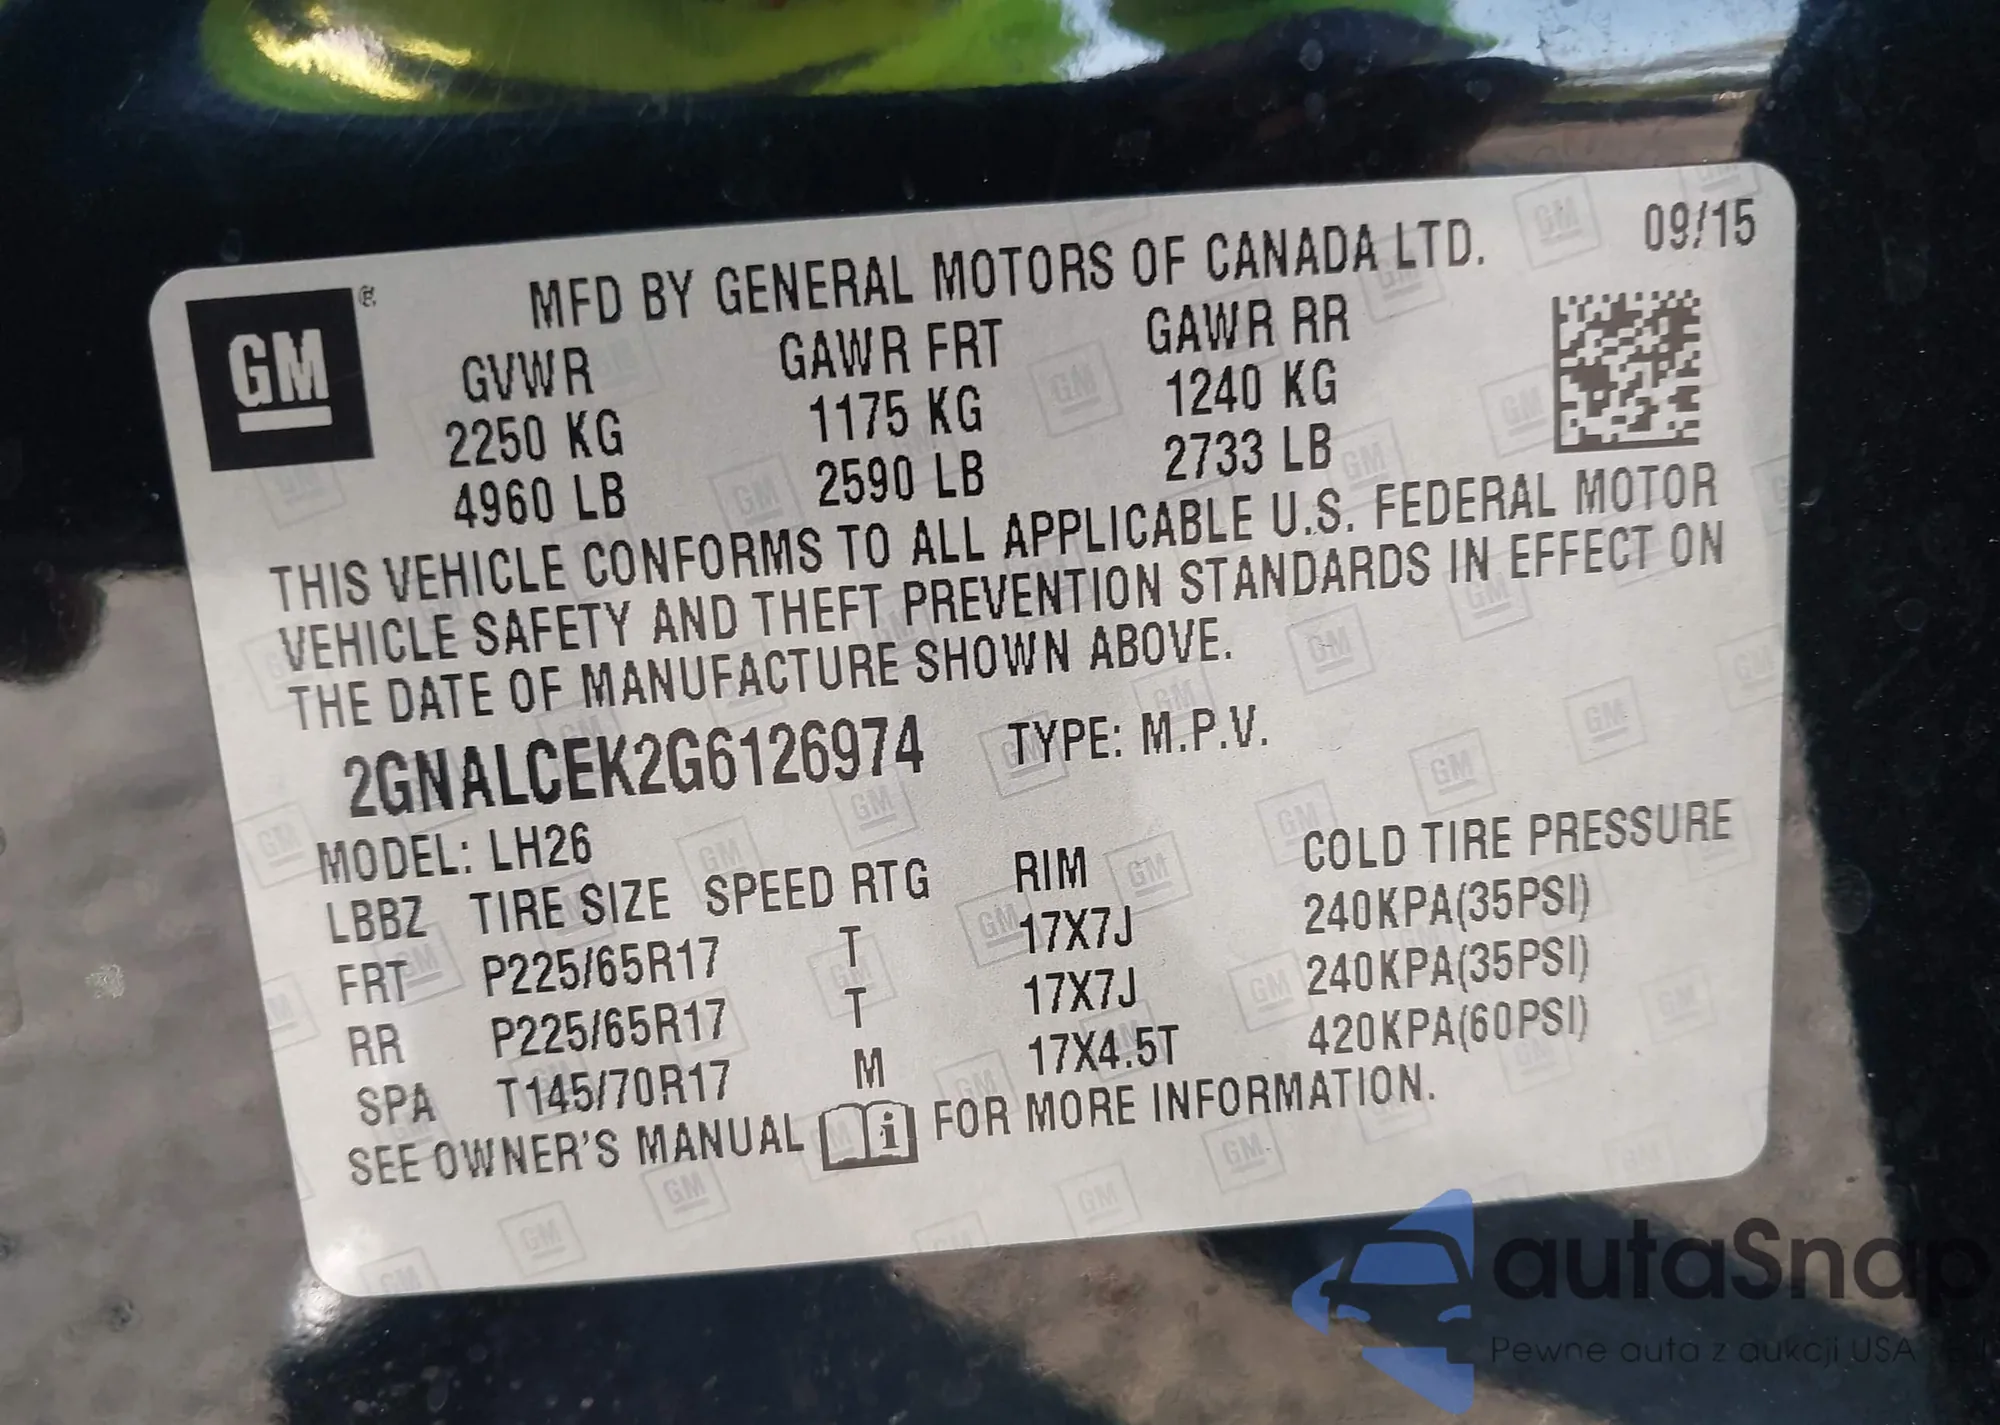 MFD BY GENERAL MOTORS OF CANADA LTD. 09/15
GM ®
GVWR GAWR FRT GAWR RR
2250 KG 1175 KG 1240 KG
4960 LB 2590 LB 2733 LB
THIS VEHICLE CONFORMS TO ALL APPLICABLE U.S. FEDERAL MOTOR
VEHICLE SAFETY AND THEFT PREVENTION STANDARDS IN EFFECT ON
THE DATE OF MANUFACTURE SHOWN ABOVE.
2GNALCEK2G6126974 TYPE: M.P.V.
MODEL: LH26
LBBZ TIRE SIZE SPEED RTG RIM COLD TIRE PRESSURE
FRT P225/65R17 T 17X7J 240KPA(35PSI)
RR P225/65R17 T 17X7J 240KPA(35PSI)
SPA T145/70R17 M 17X4.5T 420KPA(60PSI)
SEE OWNER'S MANUAL i FOR MORE INFORMATION.
autaSnap
Pewne auta z aukcji USA